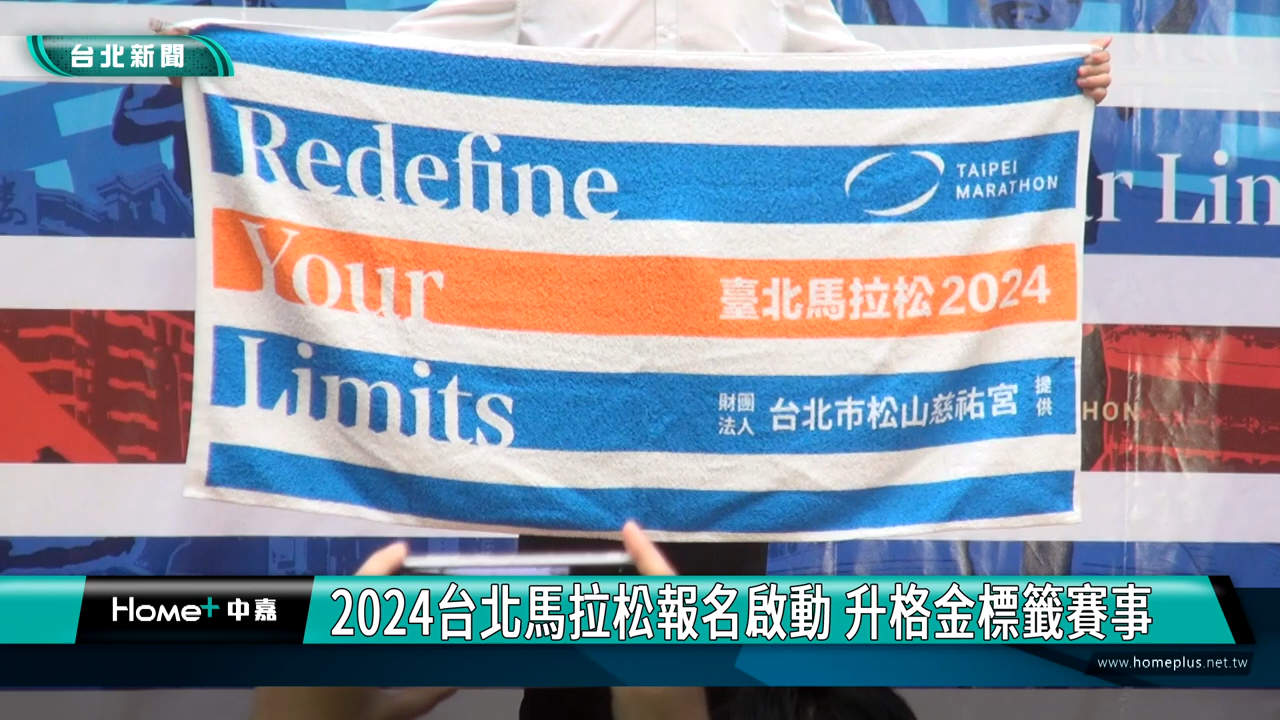 台北新聞
Redefine
TAIPEI
MARATHON
Your
臺北馬拉松2024
Limits
財團
法人
台北市松山慈祐宮
提供
r Lim
HON
Home+中嘉
2024台北馬拉松報名啟動 升格金標籤賽事
www.homeplus.net.tw